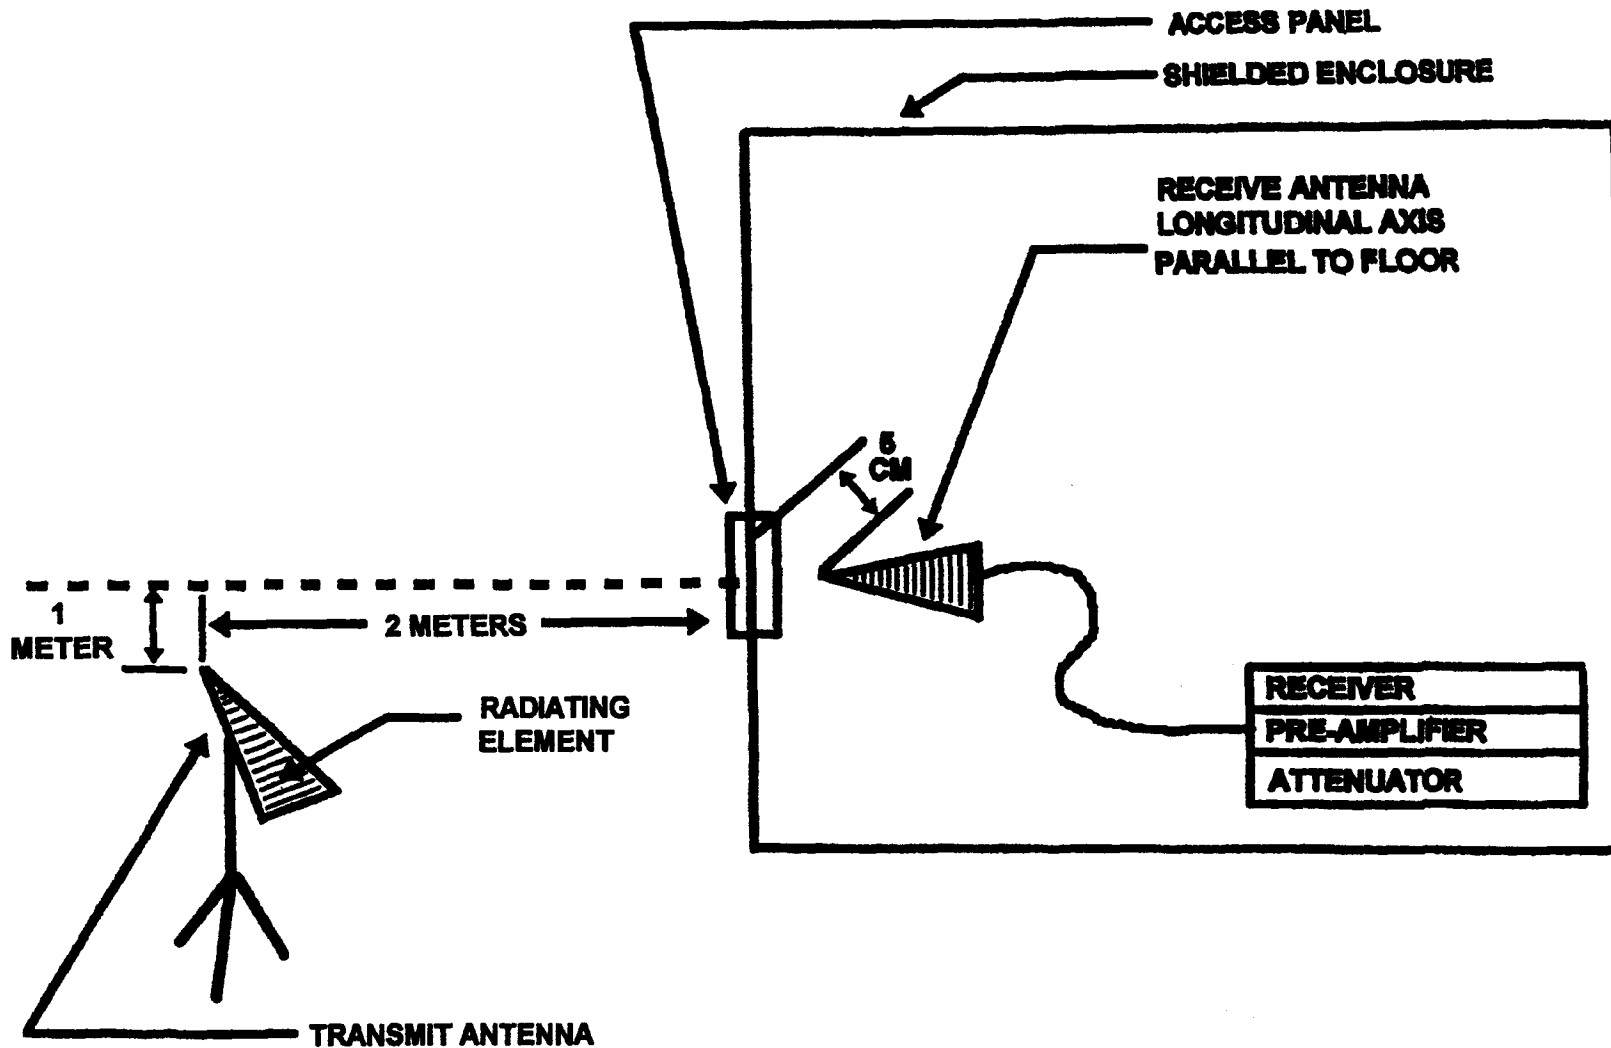 ACCESS PANEL
SHIELDED ENCLOSURE
RECEIVE ANTENNA
LONGITUDINAL AXIS
PARALLEL TO FLOOR
5
CM
1
METER
2 METERS
RADIATING
ELEMENT
RECEIVER
PRE-AMPLIFIER
ATTENUATOR
TRANSMIT ANTENNA